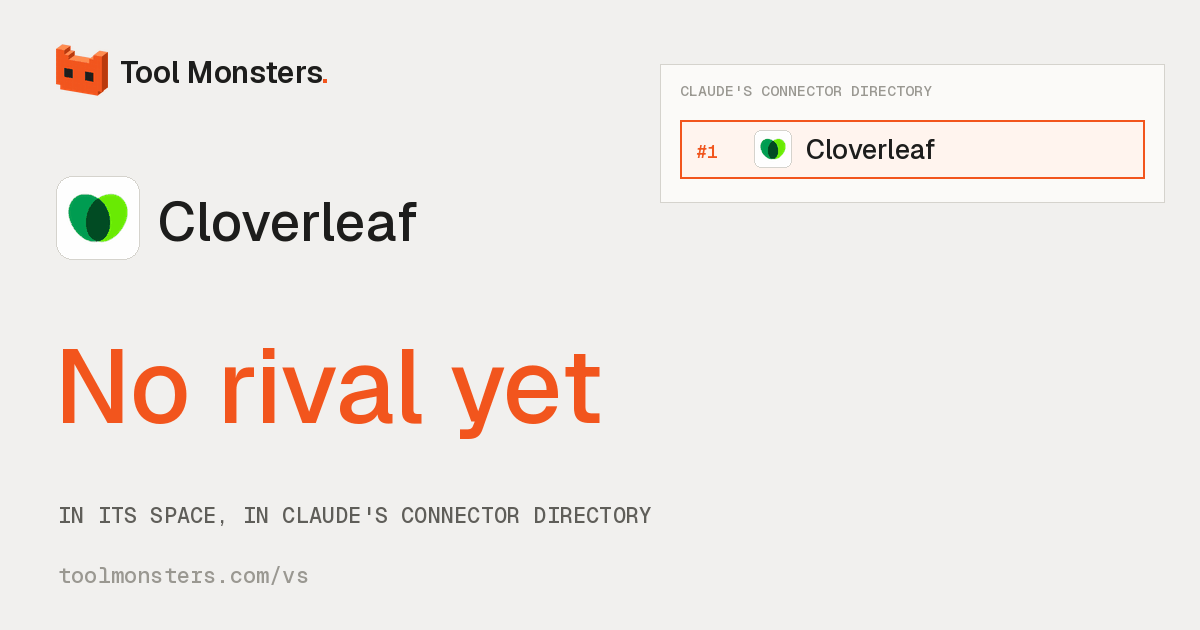 Tool Monsters.
Cloverleaf
No rival yet
IN ITS SPACE, IN CLAUDE'S CONNECTOR DIRECTORY
toolmonsters.com/vs
CLAUDE'S CONNECTOR DIRECTORY
#1 Cloverleaf